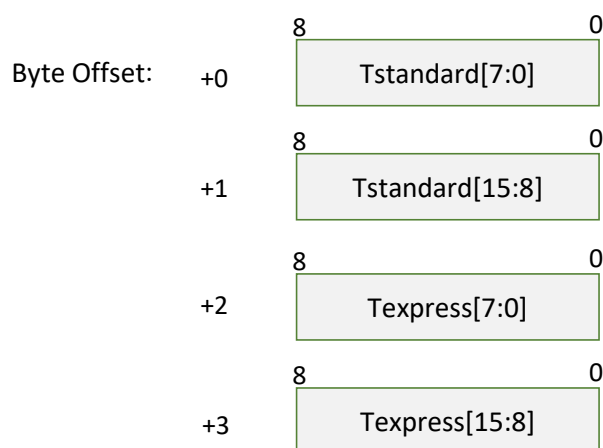 8 0
Byte Offset: +0 Tstandard[7:0]
8 0
+1 Tstandard[15:8]
8 0
+2 Texpress[7:0]
8 0
+3 Texpress[15:8]